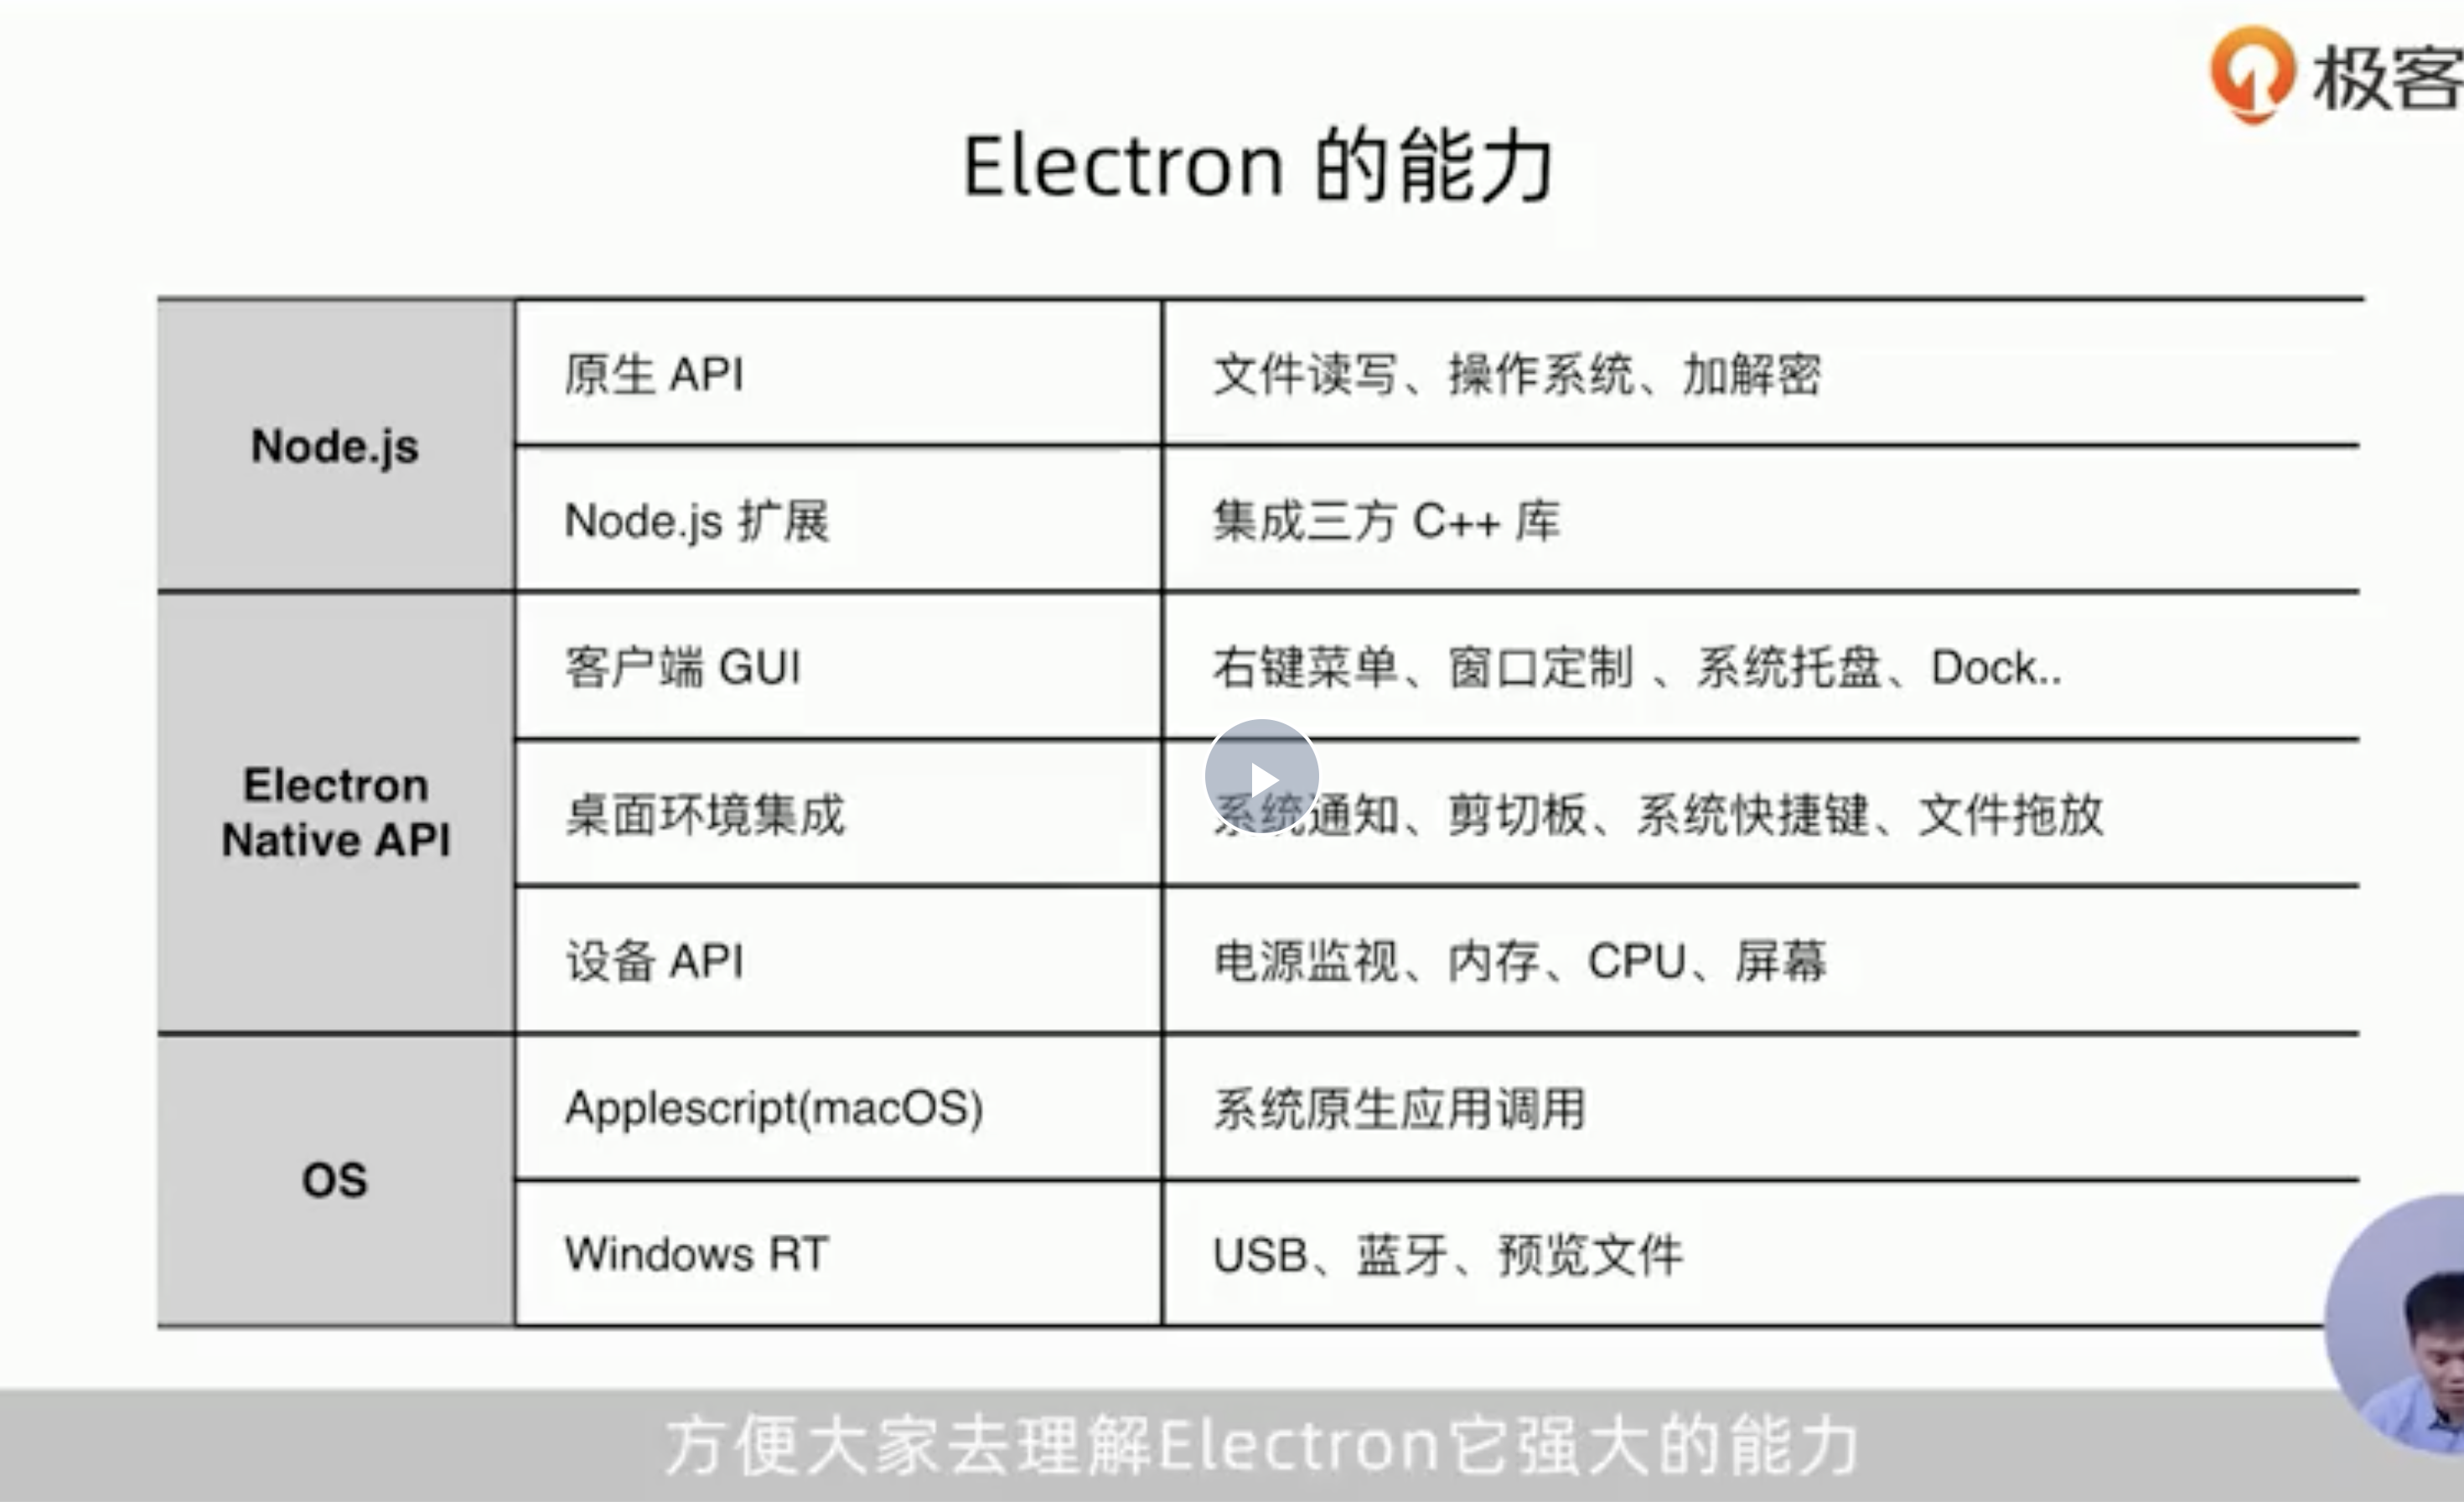 极客
Electron 的能力
Node.js
原生 API
文件读写、操作系统、加解密
Node.js 扩展
集成三方 C++ 库
Electron
Native API
客户端 GUI
右键菜单、窗口定制 、系统托盘、Dock..
桌面环境集成
系统通知、剪切板、系统快捷键、文件拖放
设备 API
电源监视、内存、CPU、屏幕
OS
Applescript(macOS)
系统原生应用调用
Windows RT
USB、蓝牙、预览文件
方便大家去理解Electron它强大的能力